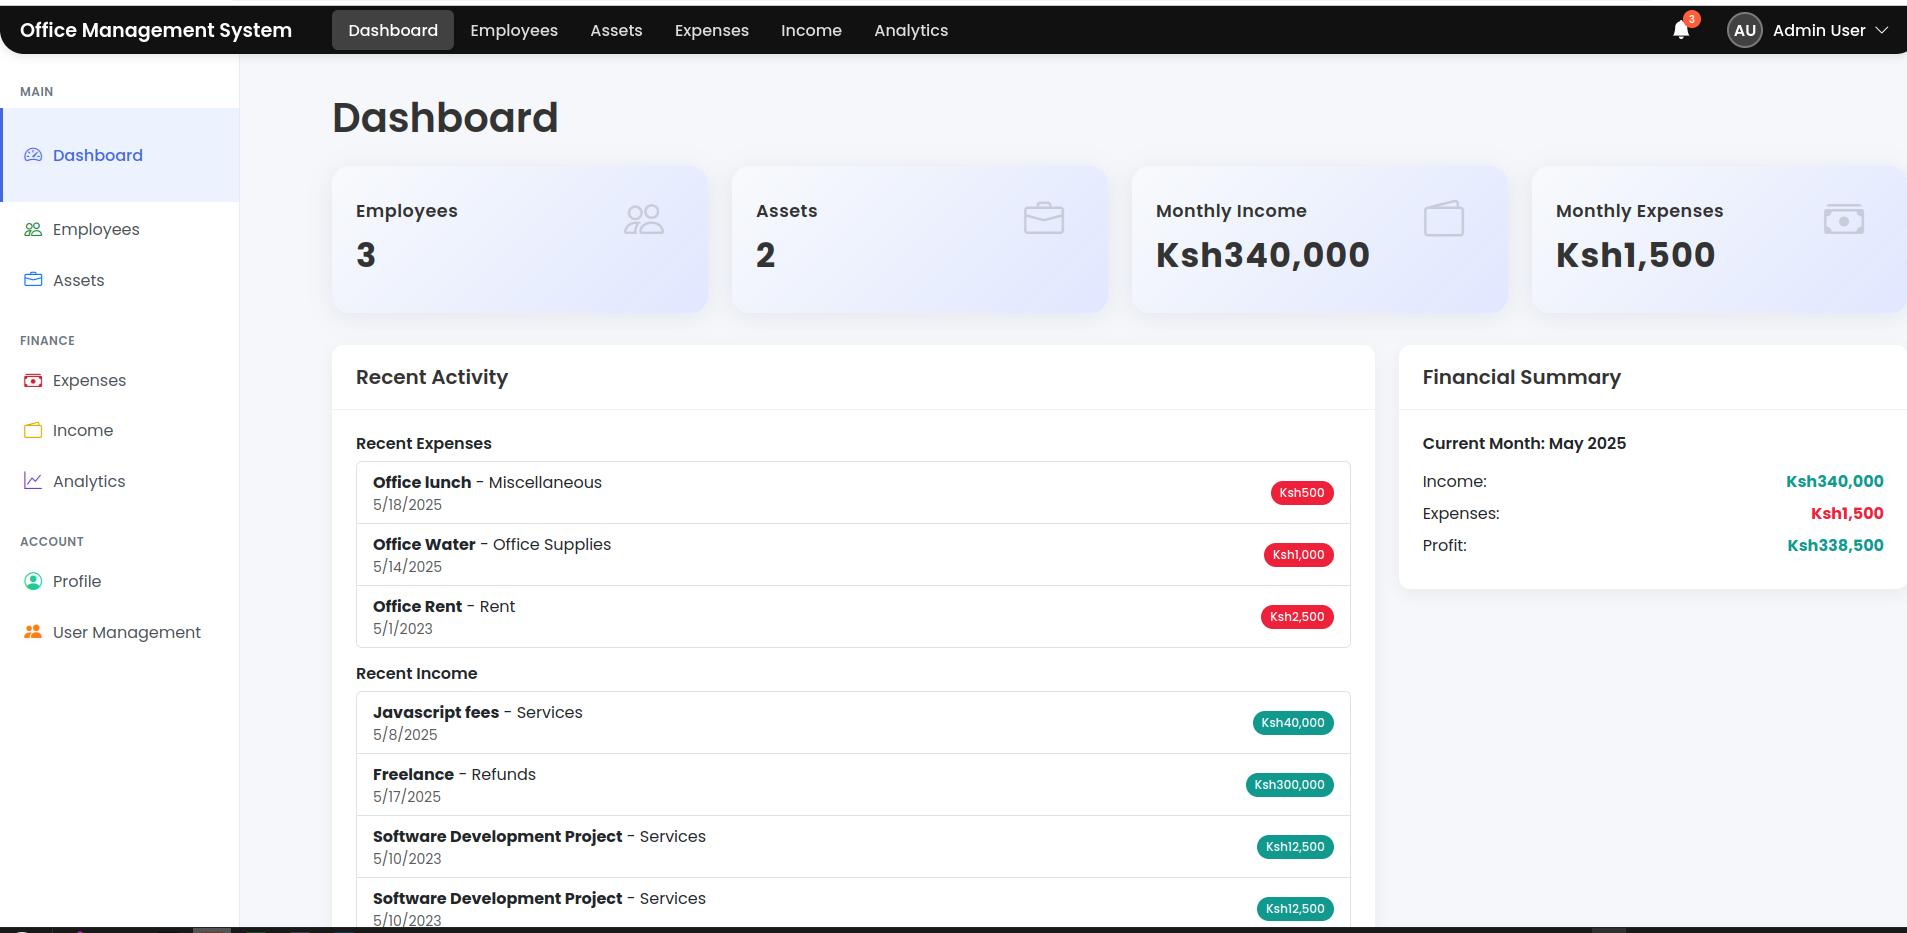 Office Management System
Dashboard
Employees
Assets
Expenses
Income
Analytics
3
AU
Admin User
MAIN
Dashboard
Employees
Assets
FINANCE
Expenses
Income
Analytics
ACCOUNT
Profile
User Management
Dashboard
Employees
3
Assets
2
Monthly Income
Ksh340,000
Monthly Expenses
Ksh1,500
Recent Activity
Recent Expenses
Office lunch - Miscellaneous
5/18/2025
Ksh500
Office Water - Office Supplies
5/14/2025
Ksh1,000
Office Rent - Rent
5/1/2023
Ksh2,500
Recent Income
Javascript fees - Services
5/8/2025
Ksh40,000
Freelance - Refunds
5/17/2025
Ksh300,000
Software Development Project - Services
5/10/2023
Ksh12,500
Software Development Project - Services
5/10/2023
Ksh12,500
Financial Summary
Current Month: May 2025
Income: Ksh340,000
Expenses: Ksh1,500
Profit: Ksh338,500